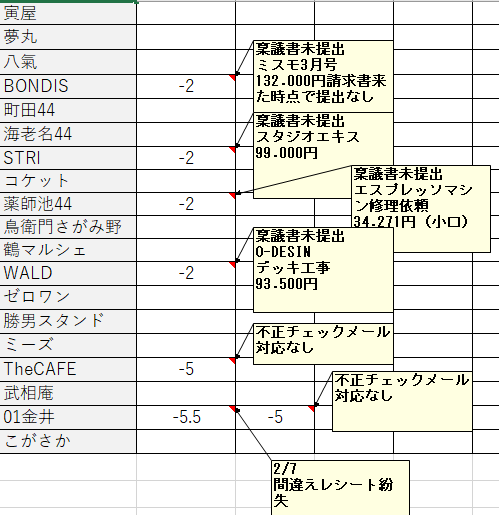 寅屋
夢丸
八氣
BONDIS -2
町田44
海老名44
STRI -2
コケット
薬師池44 -2
鳥衛門さがみ野
鶴マルシェ
WALD -2
ゼロワン
勝男スタンド
ミーズ
TheCAFE -5
武相庵
01金井 -5.5 -5
こがさか
稟議書未提出
ミスモ3月号
132.000円請求書来
た時点で提出なし
稟議書未提出
スタジオエキス
99.000円
稟議書未提出
エスプレッソマシ
ン修理依頼
34.271円（小口）
稟議書未提出
O-DESIN
デッキ工事
93.500円
不正チェックメール
対応なし
不正チェックメール
対応なし
2/7
間違えレシート紛
失